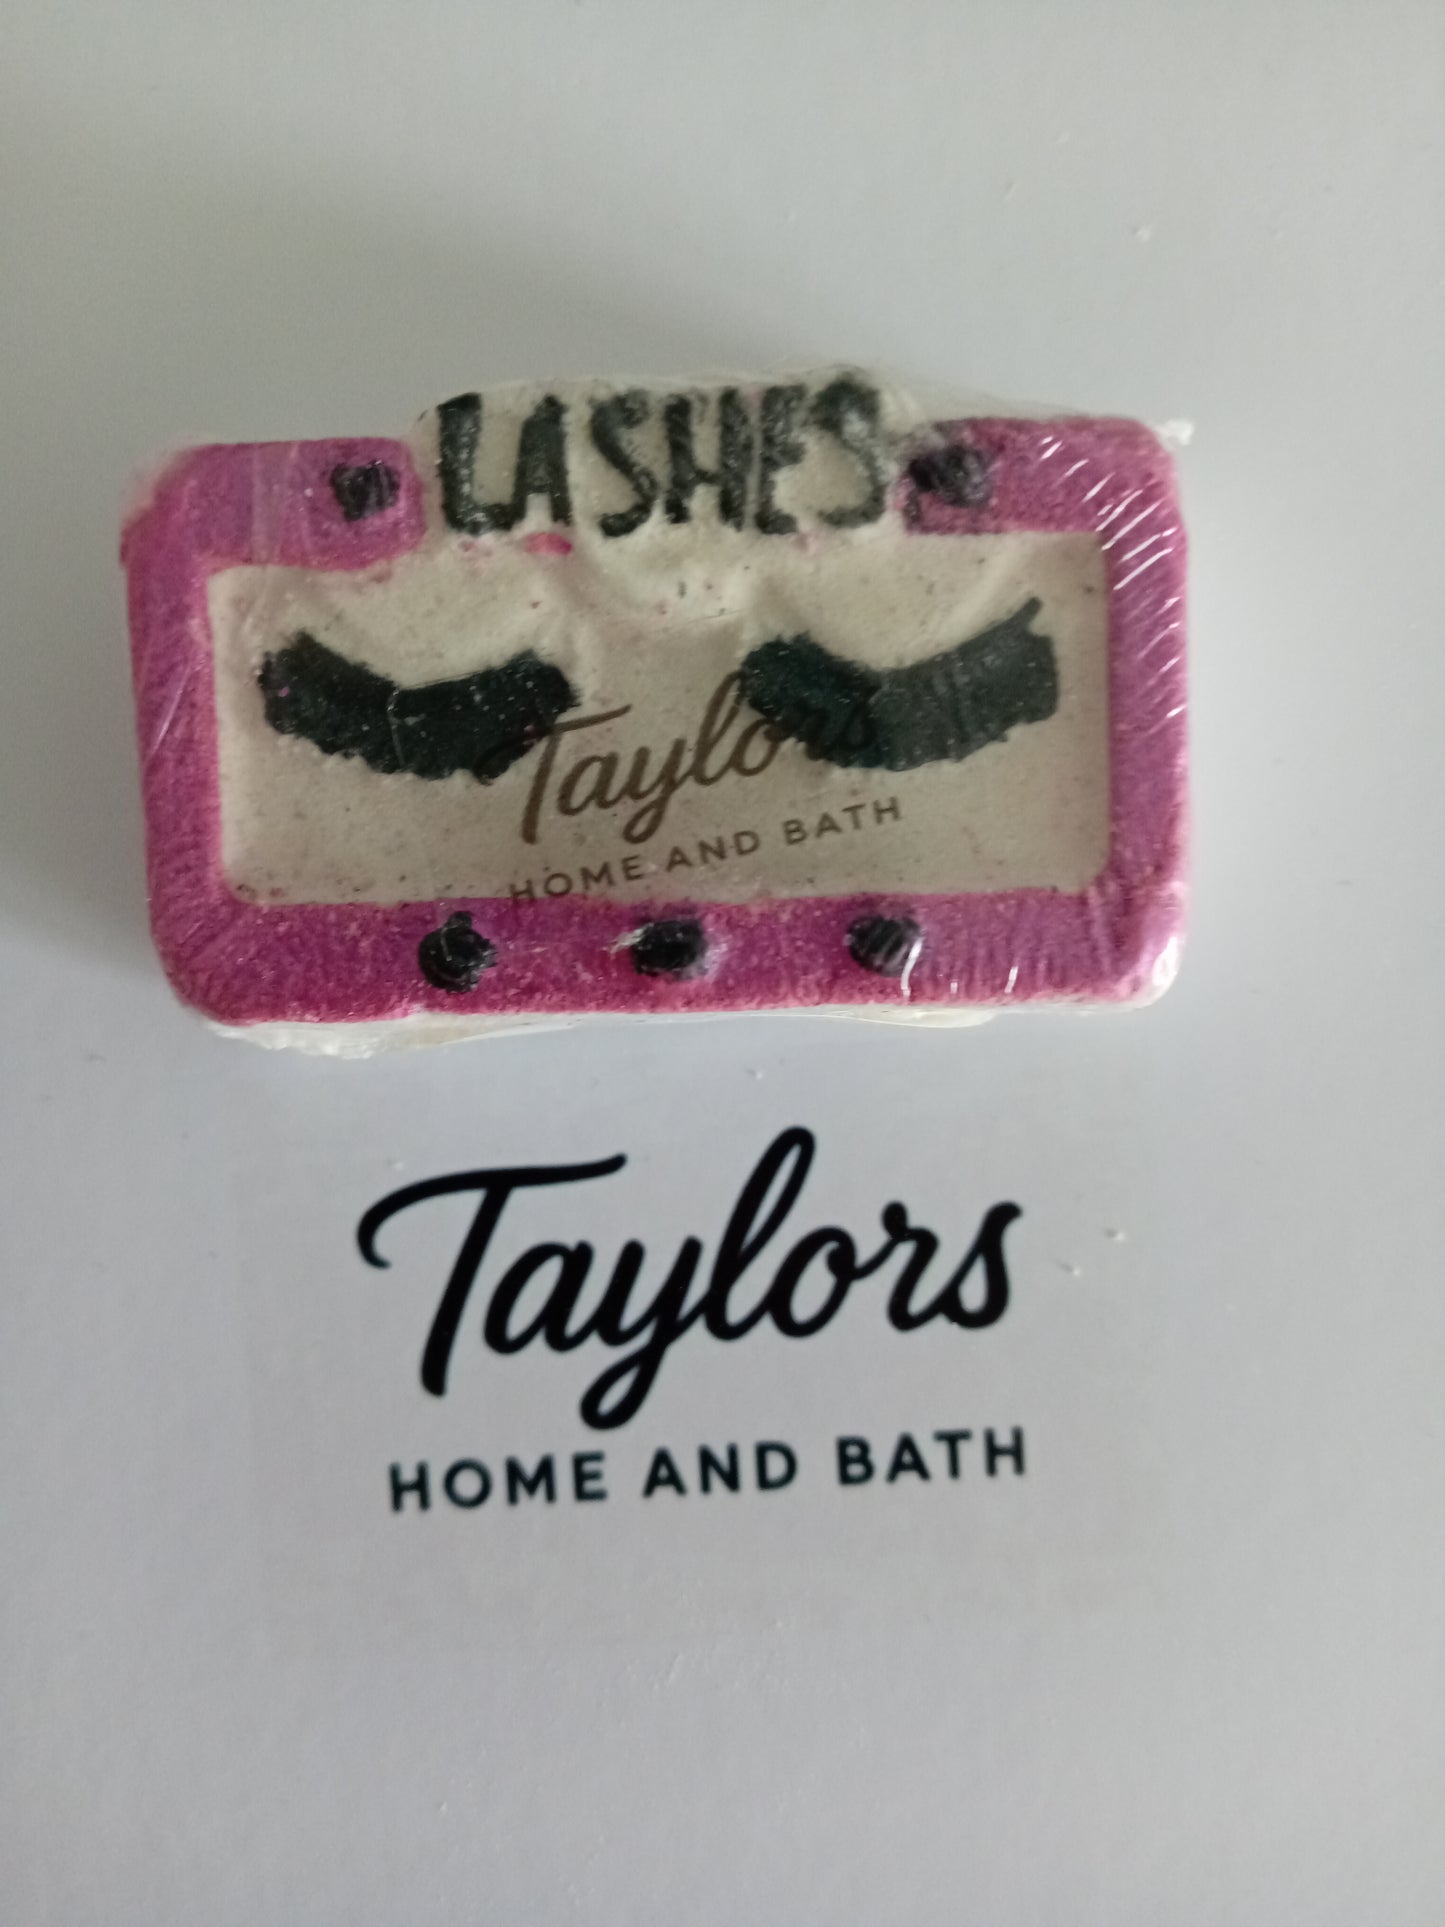 LASHES
Taylors
HOME AND BATH
Taylors
HOME AND BATH